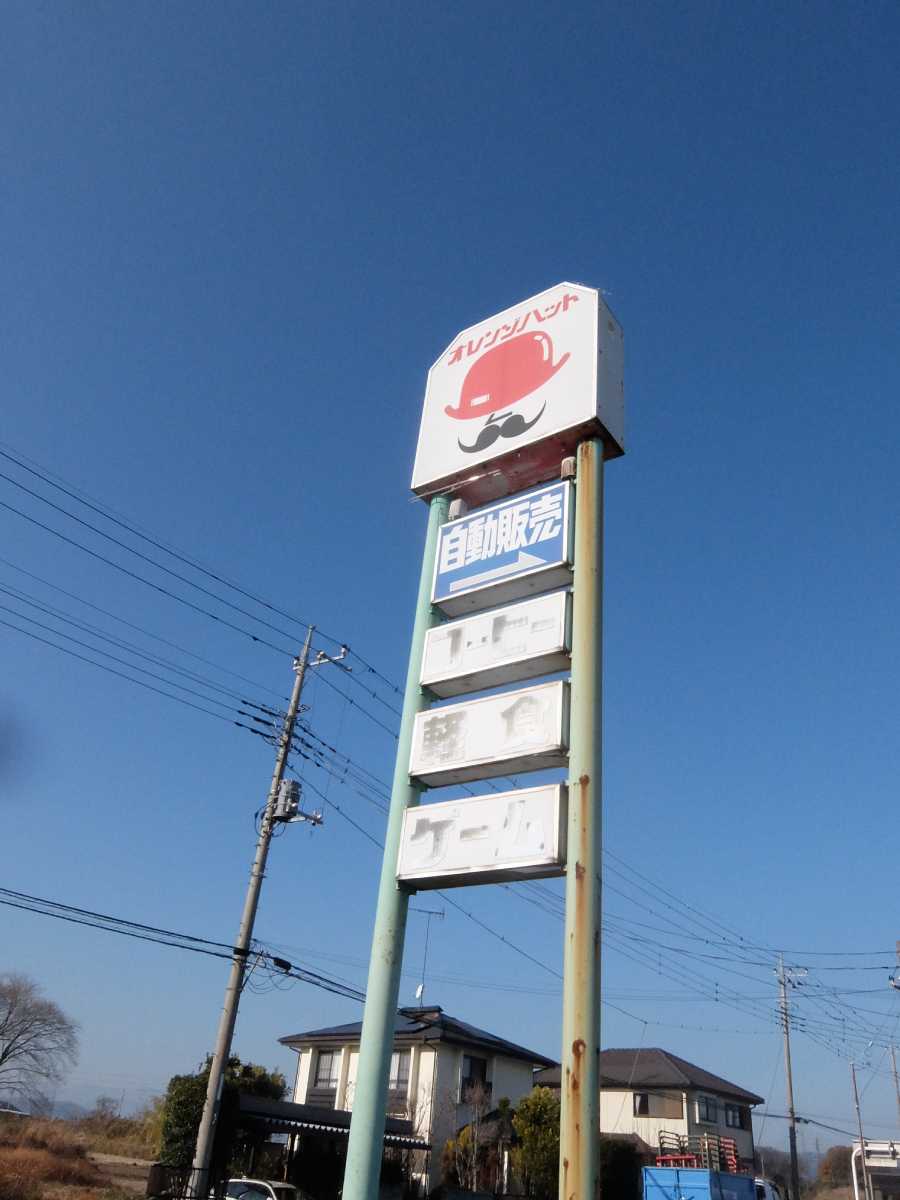 オレンジハット
自動販売
コーヒー
軽食
ゲーム